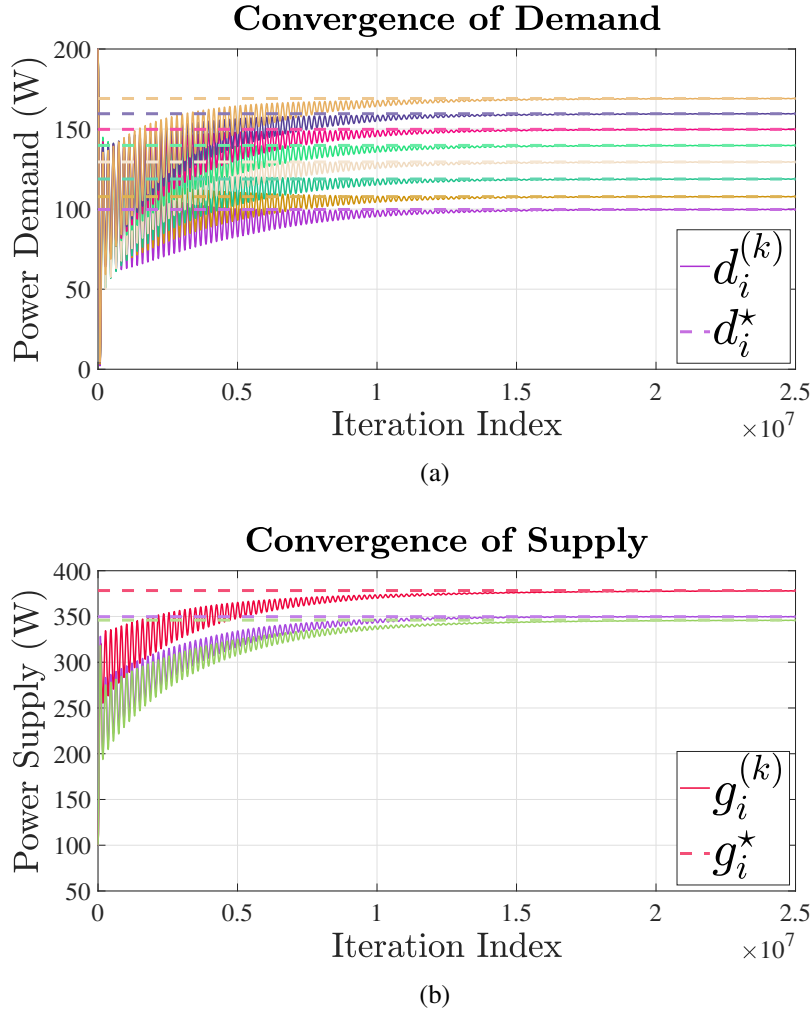 Convergence of Demand
Power Demand (W)
200
150
100
50
0
0 0.5 1 1.5 2 2.5
×10^7
Iteration Index
d_i^{(k)}
d_i^⋆
(a)
Convergence of Supply
Power Supply (W)
400
350
300
250
200
150
100
50
0 0.5 1 1.5 2 2.5
×10^7
Iteration Index
g_i^{(k)}
g_i^⋆
(b)